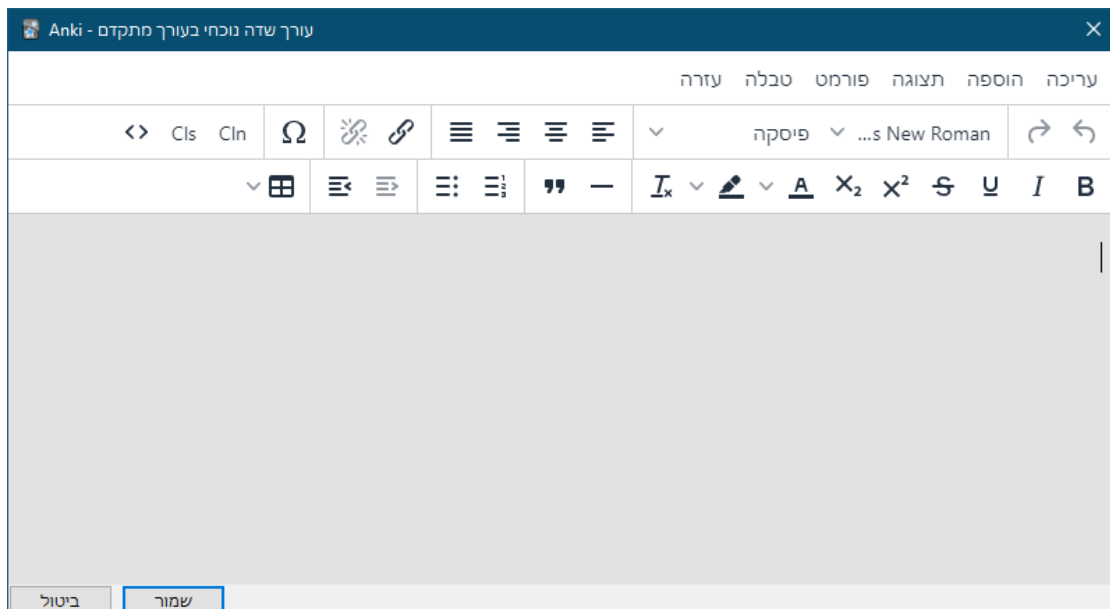 עורך שדה נוכחי בעורך מתקדם - Anki
עריכה הוספה תצוגה פורמט טבלה עזרה
...s New Roman פיסקה Ω Cln Cls <>
B I U S X² X₂ A Tx
ביטול שמור